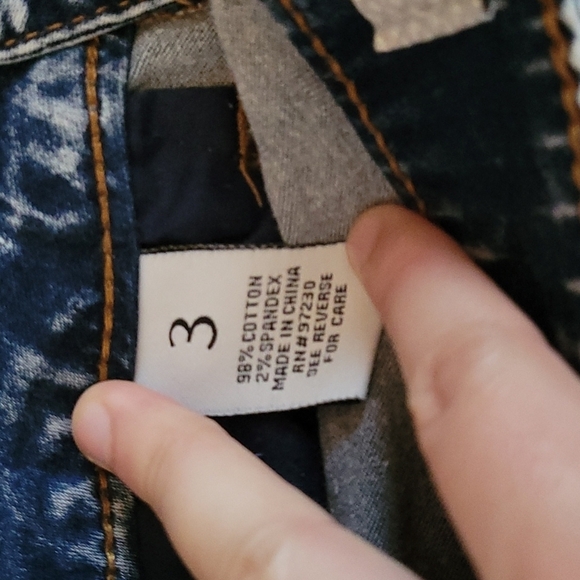 3
98% COTTON
2% SPANDEX
MADE IN CHINA
RN# 97230
SEE REVERSE
FOR CARE